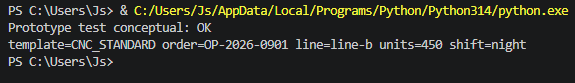 PS C:\Users\Js> & C:/Users/Js/AppData/Local/Programs/Python/Python314/python.exe
Prototype test conceptual: OK
template=CNC_STANDARD order=OP-2026-0901 line=line-b units=450 shift=night
PS C:\Users\Js>